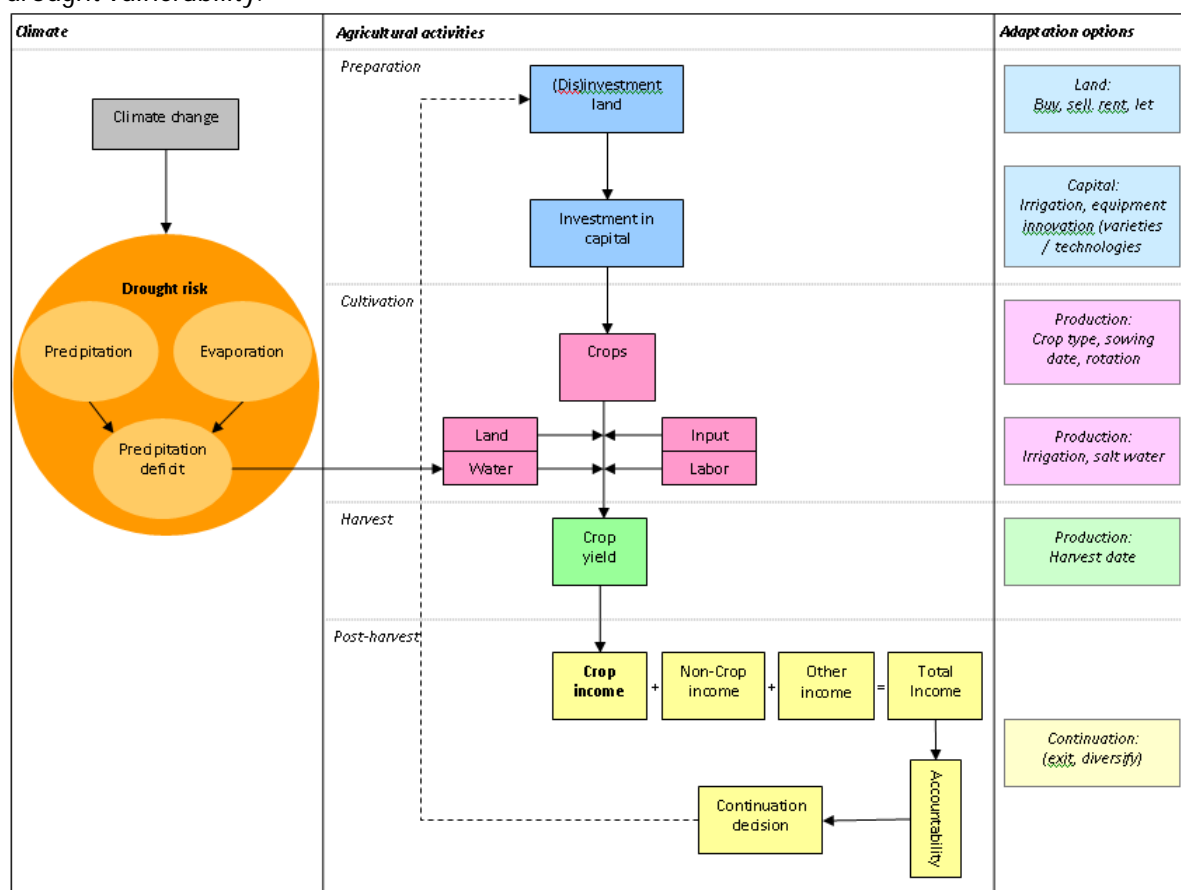 drought vulnerability.
Climate
Agricultural activities
Adaptation options
Preparation
(Dis)investment
land
Land:
Buy, sell. rent, let
Climate change
Investment in
capital
Capital:
Irrigation, equipment
innovation (varieties
/ technologies
Drought risk
Precipitation
Evaporation
Precipitation
deficit
Cultivation
Crops
Production:
Crop type, sowing
date, rotation
Land
Input
Water
Labor
Production:
Irrigation, salt water
Harvest
Crop
yield
Production:
Harvest date
Post-harvest
Crop
income
+
Non-Crop
income
+
Other
income
=
Total
Income
Accountability
Continuation
decision
Continuation:
(exit, diversify)